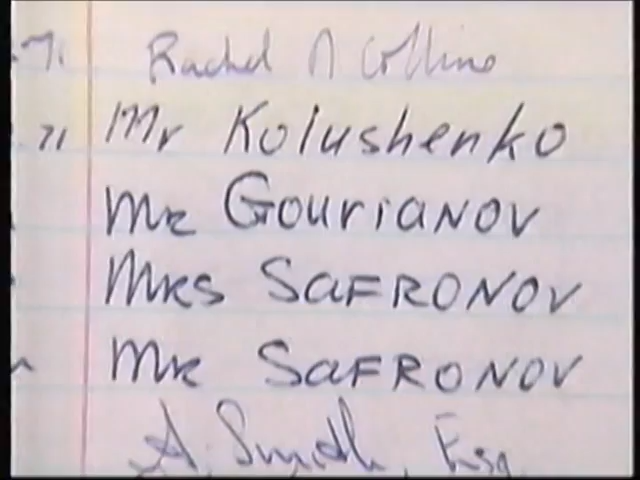 Rachel A Collins
" Mr Kolushenko
Mr Gourianov
Mrs SaFRONOV
Mr SaFRONOV
A. Smith, Esq